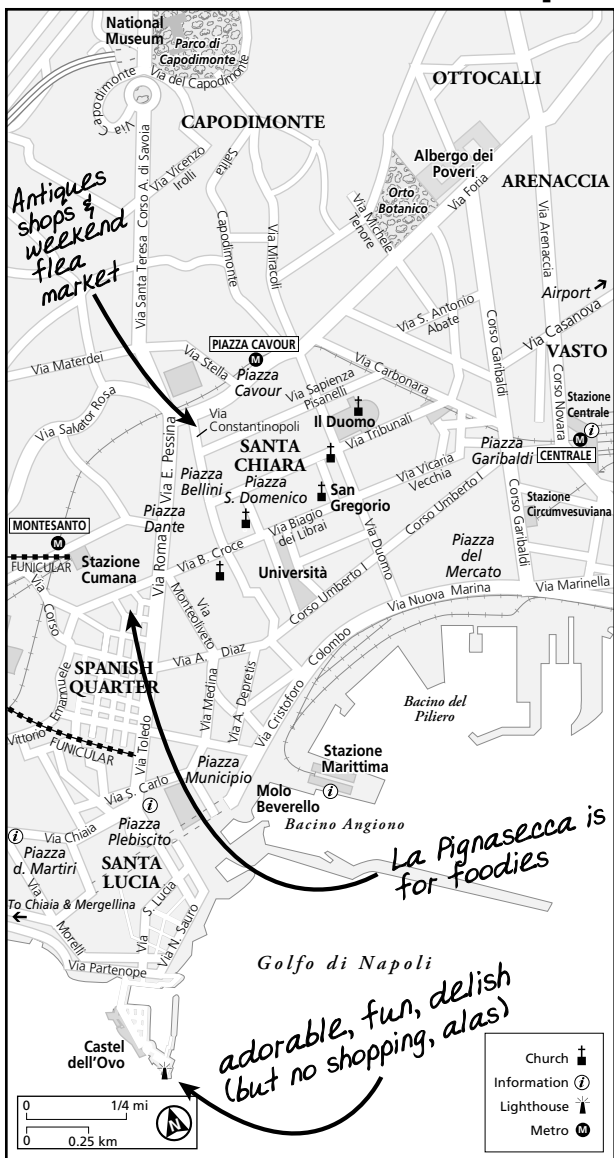 National
Museum
Parco di
Capodimonte
Via del Capodimonte
Via
Capodimonte
OTTOCALLI
CAPODIMONTE
Albergo dei
Poveri
ARENACCIA
Orto
Botanico
Via Foria
Via Michele
Tenore
Via Vicenzo
Irolli
Salita
Capodimonte
Corso A. di Savoia
Via Santa Teresa
Via Miracoli
Via Arenaccia
Antiques
shops &
weekend
flea
market
Airport
Via Casanova
Via S. Antonio
Abate
Corso Garibaldi
VASTO
PIAZZA CAVOUR
M
Piazza
Cavour
Via Stella
Via Materdei
Via Salvator Rosa
Via Carbonara
Via Sapienza
Pisanelli
Il Duomo
Via
Constantinopoli
Via Tribunali
Corso Novara
Stazione
Centrale
i
M
CENTRALE
Piazza
Garibaldi
SANTA
CHIARA
Via E. Pessina
Piazza
Bellini
Piazza
S. Domenico
San
Gregorio
Via Vicaria
Vecchia
Corso Umberto I
Stazione
Circumvesuviana
Corso Garibaldi
Piazza
Dante
MONTESANTO
M
FUNICULAR
Stazione
Cumana
Via Roma
Via B. Croce
Via Biagio
dei Librai
Via Duomo
Piazza
del
Mercato
Università
Via
Monteoliveto
Corso Umberto I
Via Nuova Marina
Via Marinella
Via Corso
Emanuele
Vittorio
SPANISH
QUARTER
Via A. Diaz
Via Medina
Via A. Depretis
Via Cristoforo
Colombo
Bacino del
Piliero
FUNICULAR
Via Toledo
Piazza
Municipio
Stazione
Marittima
i
Via S. Carlo
Molo
Beverello
Bacino Angiono
i
Piazza
Plebiscito
i
Via Chiaia
Piazza
d. Martiri
SANTA
LUCIA
La Pignasecca is
for foodies
To Chiaia & Mergellina
Via
Morelli
Via
S. Lucia
Via N. Sauro
Via Partenope
Golfo di Napoli
adorable, fun, delish
(but no shopping, alas)
Castel
dell'Ovo
0 1/4 mi
0 0.25 km
N
Church
Information i
Lighthouse
Metro M